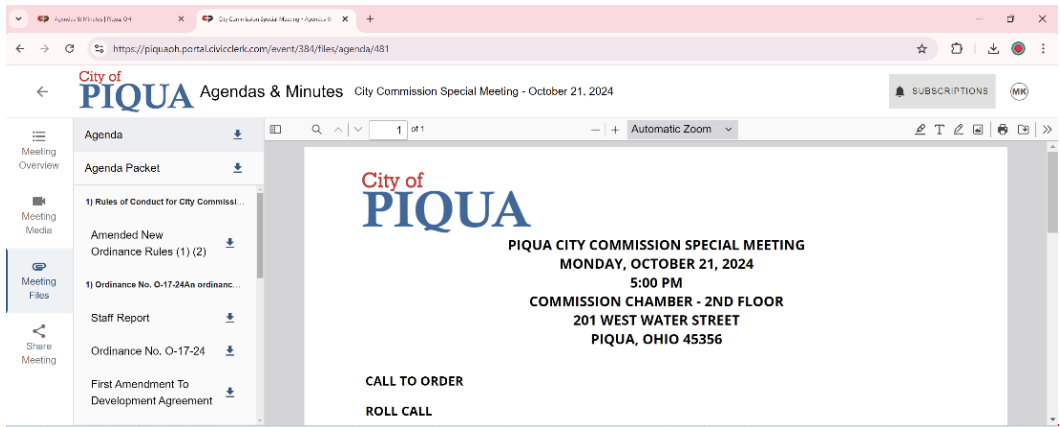 Agendas & Minutes | Piqua OH
City Commission Special Meeting - Agendas &
https://piquaoh.portal.civicclerk.com/event/384/files/agenda/481
City of
PIQUA
Agendas & Minutes City Commission Special Meeting - October 21, 2024
SUBSCRIPTIONS
MK
Meeting
Overview
Meeting
Media
Meeting
Files
Share
Meeting
Agenda
Agenda Packet
1) Rules of Conduct for City Commissi...
Amended New
Ordinance Rules (1) (2)
1) Ordinance No. O-17-24An ordinanc...
Staff Report
Ordinance No. O-17-24
First Amendment To
Development Agreement
1 of 1
Automatic Zoom
City of
PIQUA
PIQUA CITY COMMISSION SPECIAL MEETING
MONDAY, OCTOBER 21, 2024
5:00 PM
COMMISSION CHAMBER - 2ND FLOOR
201 WEST WATER STREET
PIQUA, OHIO 45356
CALL TO ORDER
ROLL CALL